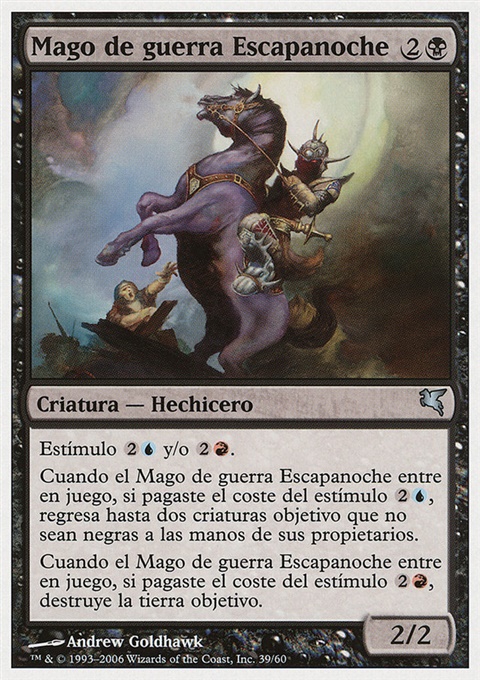 Mago de guerra Escapanoche 2
Criatura — Hechicero
Estímulo 2 y/o 2.
Cuando el Mago de guerra Escapanoche entre
en juego, si pagaste el coste del estímulo 2,
regresa hasta dos criaturas objetivo que no
sean negras a las manos de sus propietarios.
Cuando el Mago de guerra Escapanoche entre
en juego, si pagaste el coste del estímulo 2,
destruye la tierra objetivo.
Andrew Goldhawk
2/2
™ & © 1993–2006 Wizards of the Coast, Inc. 39/60